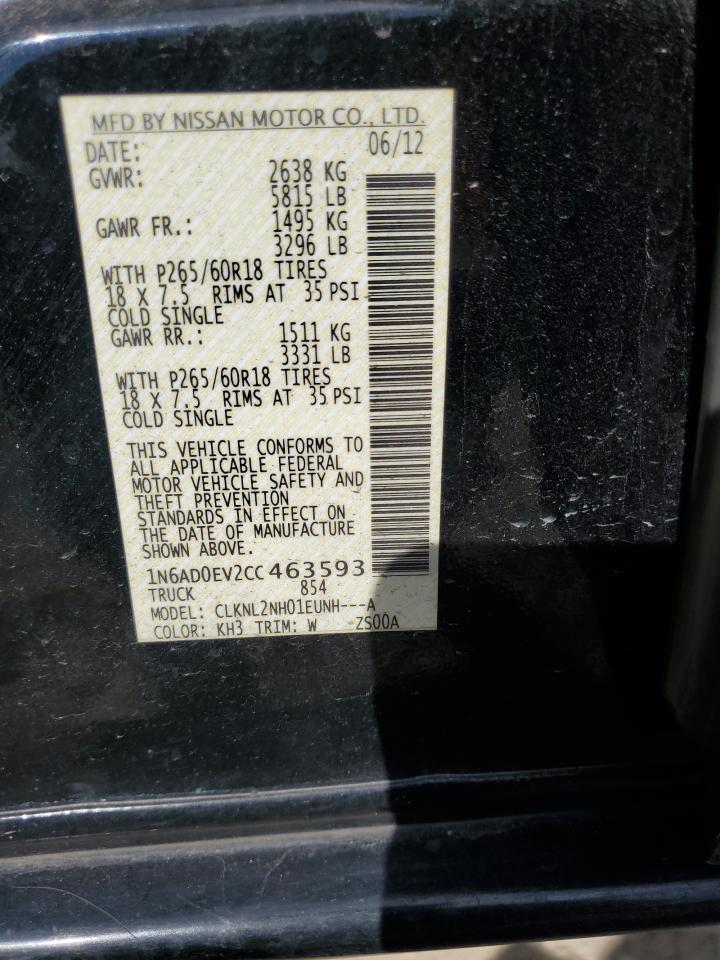 MFD BY NISSAN MOTOR CO., LTD.
DATE: 06/12
GVWR: 2638 KG
5815 LB
GAWR FR.: 1495 KG
3296 LB
WITH P265/60R18 TIRES
18 X 7.5 RIMS AT 35 PSI
COLD SINGLE
GAWR RR.: 1511 KG
3331 LB
WITH P265/60R18 TIRES
18 X 7.5 RIMS AT 35 PSI
COLD SINGLE
THIS VEHICLE CONFORMS TO
ALL APPLICABLE FEDERAL
MOTOR VEHICLE SAFETY AND
THEFT PREVENTION
STANDARDS IN EFFECT ON
THE DATE OF MANUFACTURE
SHOWN ABOVE.
1N6AD0EV2CC463593
TRUCK 854
MODEL: CLKNL2NH01EUNH---A
COLOR: KH3 TRIM: W -ZS00A